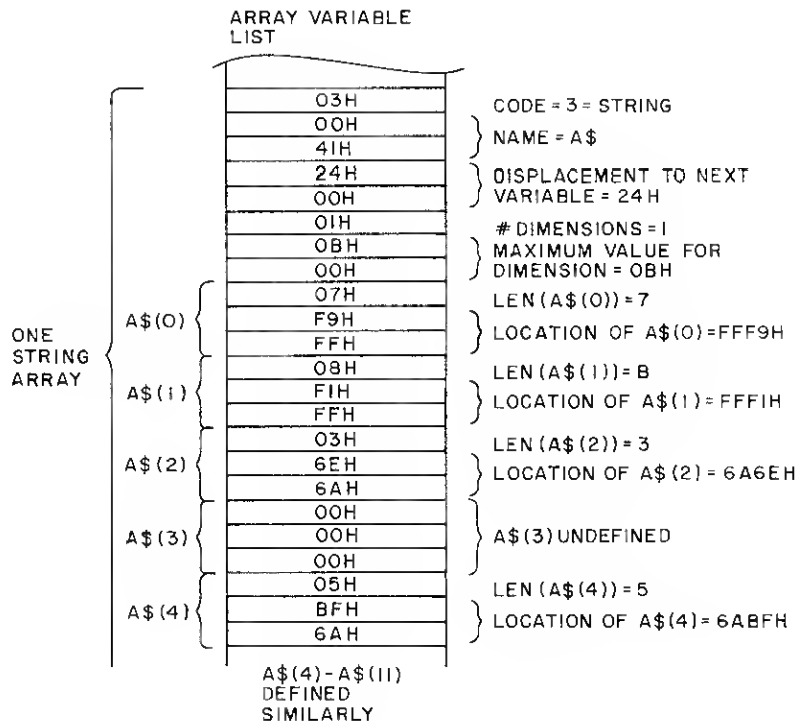 ARRAY VARIABLE
LIST
03H
CODE = 3 = STRING
00H
41H
NAME = A$
24H
00H
DISPLACEMENT TO NEXT
VARIABLE = 24H
01H
# DIMENSIONS = 1
0BH
00H
MAXIMUM VALUE FOR
DIMENSION = 0BH
ONE
STRING
ARRAY
A$(0)
07H
F9H
FFH
LEN (A$(0)) = 7
LOCATION OF A$(0) = FFF9H
A$(1)
08H
F1H
FFH
LEN (A$(1)) = B
LOCATION OF A$(1) = FFF1H
A$(2)
03H
6EH
6AH
LEN (A$(2)) = 3
LOCATION OF A$(2) = 6A6EH
A$(3)
00H
00H
00H
A$(3) UNDEFINED
A$(4)
05H
BFH
6AH
LEN (A$(4)) = 5
LOCATION OF A$(4) = 6ABFH
A$(4)-A$(11)
DEFINED
SIMILARLY